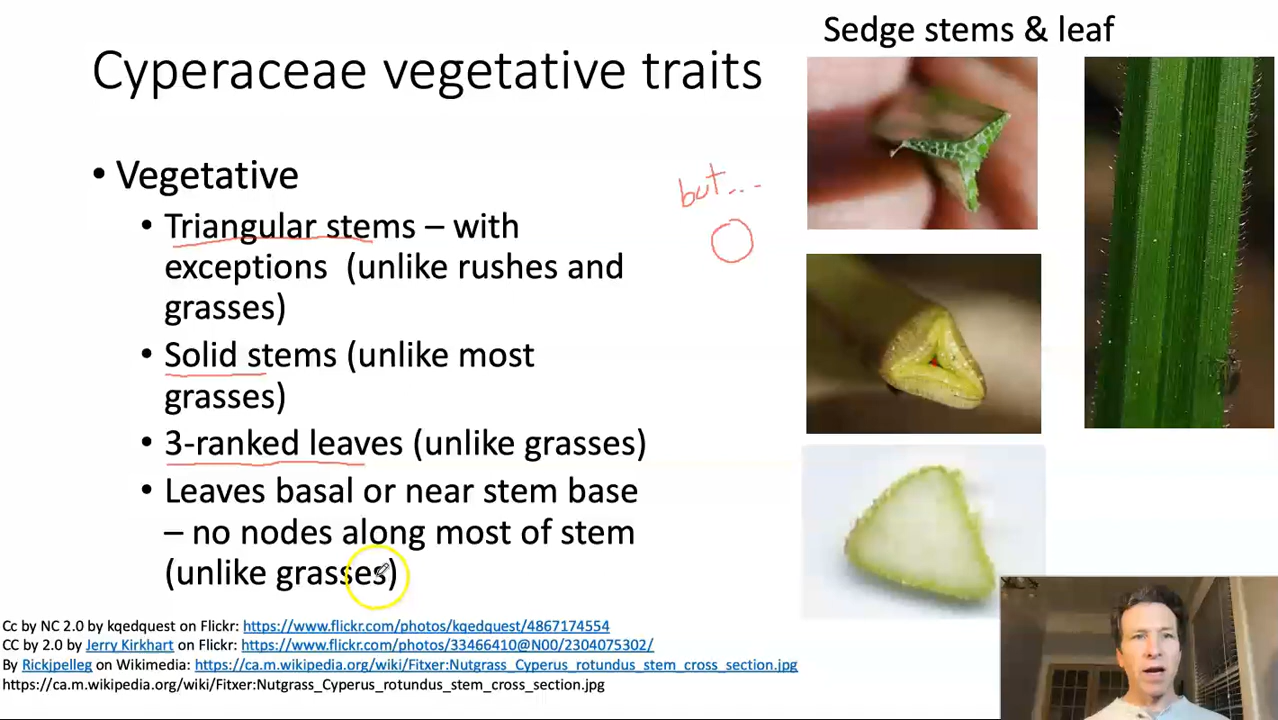 Sedge stems & leaf
Cyperaceae vegetative traits
• Vegetative
but...
• Triangular stems – with
exceptions (unlike rushes and
grasses)
• Solid stems (unlike most
grasses)
• 3-ranked leaves (unlike grasses)
• Leaves basal or near stem base
– no nodes along most of stem
(unlike grasses)
Cc by NC 2.0 by kqedquest on Flickr: https://www.flickr.com/photos/kqedquest/4867174554
CC by 2.0 by Jerry Kirkhart on Flickr: https://www.flickr.com/photos/33466410@N00/2304075302/
By Rickjpelleg on Wikimedia: https://ca.m.wikipedia.org/wiki/Fitxer:Nutgrass_Cyperus_rotundus_stem_cross_section.jpg
https://ca.m.wikipedia.org/wiki/Fitxer:Nutgrass_Cyperus_rotundus_stem_cross_section.jpg